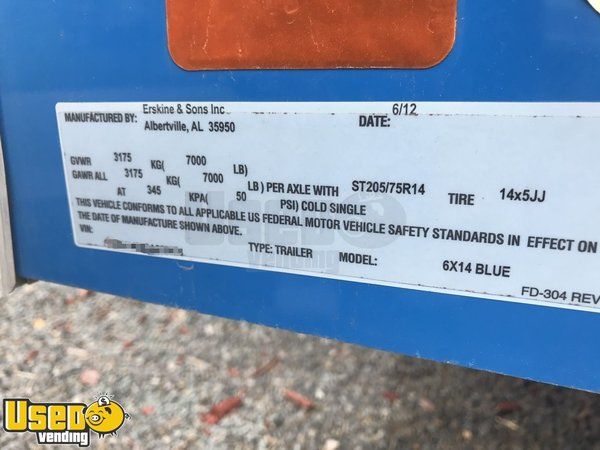 MANUFACTURED BY: Erskine & Sons Inc
Albertville, AL 35950
DATE: 6/12
GVWR 3175 KG( 7000 LB)
GAWR ALL 3175 KG( 7000 LB) PER AXLE WITH ST205/75R14 TIRE 14x5JJ
AT 345 KPA( 50 PSI) COLD SINGLE
THIS VEHICLE CONFORMS TO ALL APPLICABLE US FEDERAL MOTOR VEHICLE SAFETY STANDARDS IN EFFECT ON
THE DATE OF MANUFACTURE SHOWN ABOVE.
VIN:
TYPE: TRAILER MODEL: 6X14 BLUE
FD-304 REV
USED
vending
USED
vending